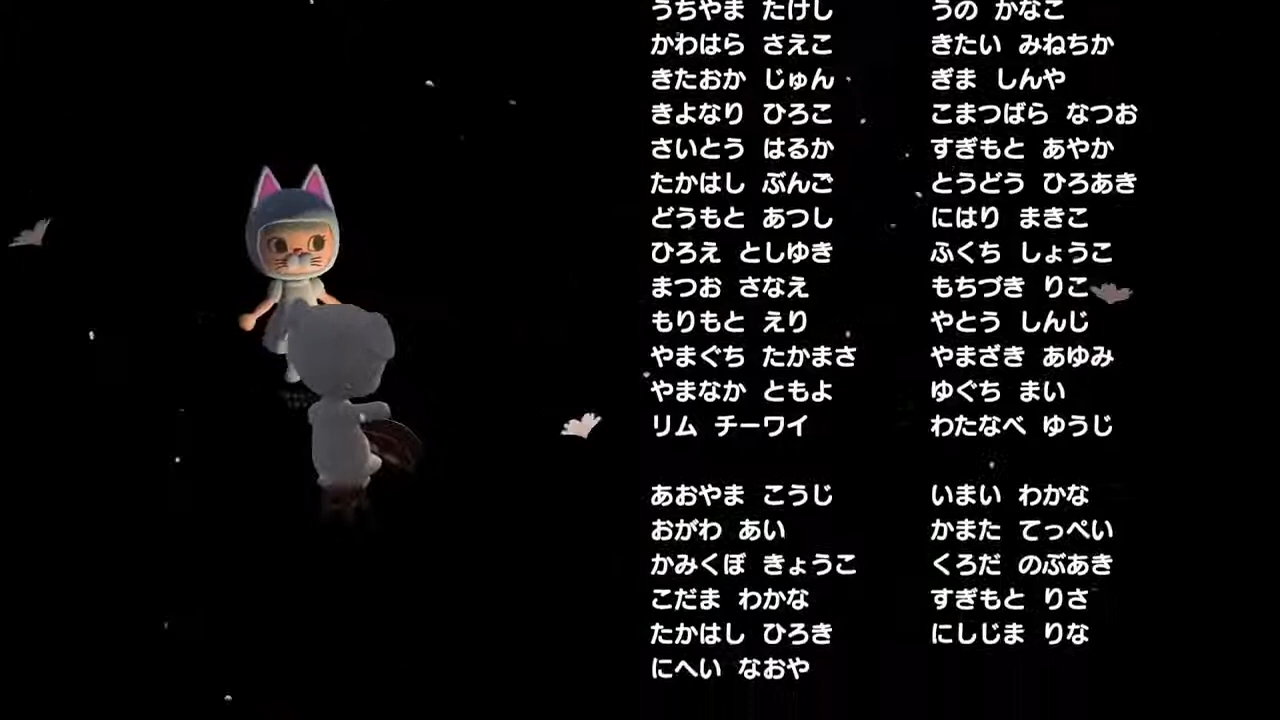 うちやま たけし うの かなこ
かわはら さえこ きたい みねちか
きたおか じゅん ぎま しんや
きよなり ひろこ こまつばら なつお
さいとう はるか すぎもと あやか
たかはし ぶんご とうどう ひろあき
どうもと あつし にはり まきこ
ひろえ としゆき ふくち しょうこ
まつお さなえ もちづき りこ
もりもと えり やとう しんじ
やまぐち たかまさ やまざき あゆみ
やまなか ともよ ゆぐち まい
リム チーワイ わたなべ ゆうじ
あおやま こうじ いまい わかな
おがわ あい かまた てっぺい
かみくぼ きょうこ くろだ のぶあき
こだま わかな すぎもと りさ
たかはし ひろき にしじま りな
にへい なおや